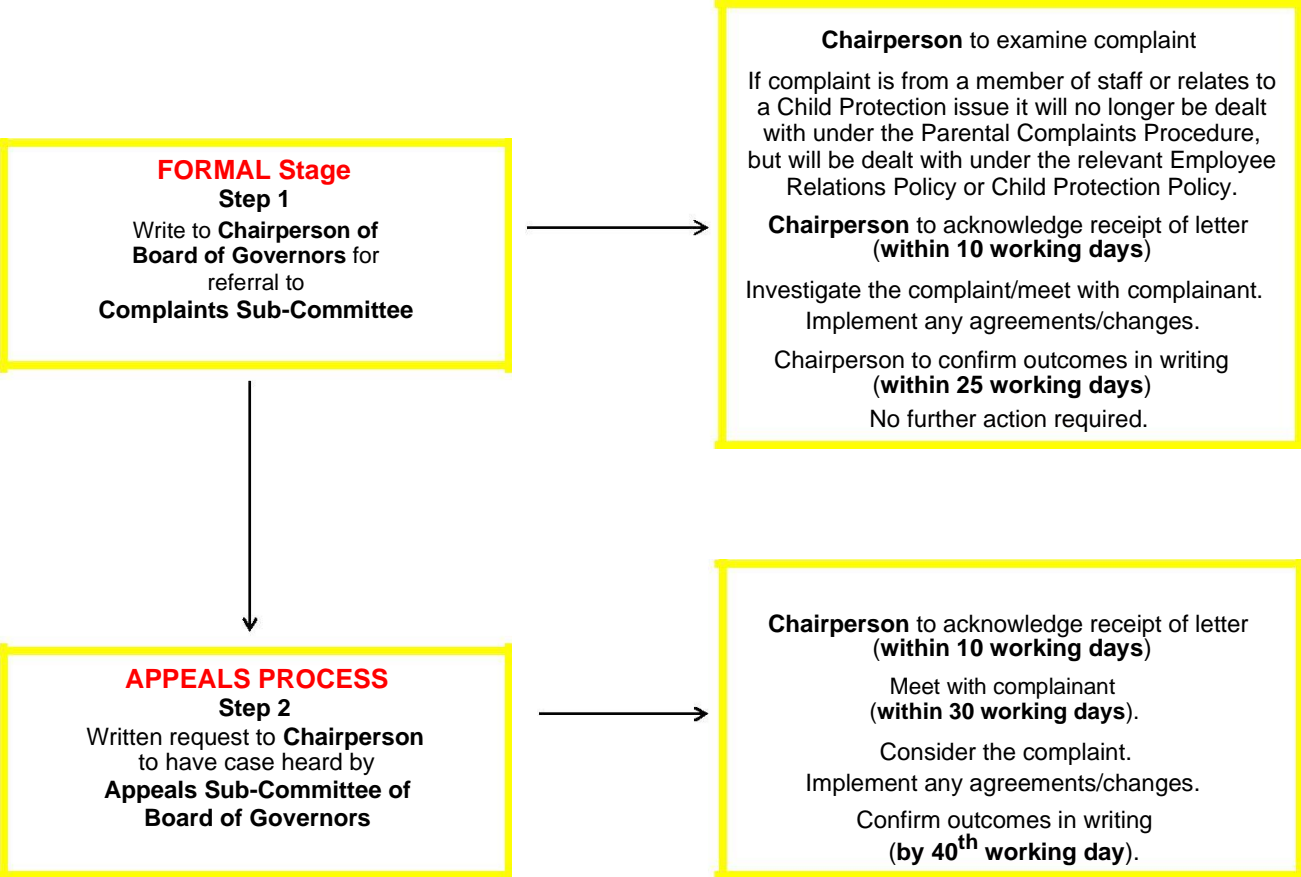 FORMAL Stage
Step 1
Write to Chairperson of
Board of Governors for
referral to
Complaints Sub-Committee
Chairperson to examine complaint
If complaint is from a member of staff or relates to
a Child Protection issue it will no longer be dealt
with under the Parental Complaints Procedure,
but will be dealt with under the relevant Employee
Relations Policy or Child Protection Policy.
Chairperson to acknowledge receipt of letter
(within 10 working days)
Investigate the complaint/meet with complainant.
Implement any agreements/changes.
Chairperson to confirm outcomes in writing
(within 25 working days)
No further action required.
APPEALS PROCESS
Step 2
Written request to Chairperson
to have case heard by
Appeals Sub-Committee of
Board of Governors
Chairperson to acknowledge receipt of letter
(within 10 working days)
Meet with complainant
(within 30 working days).
Consider the complaint.
Implement any agreements/changes.
Confirm outcomes in writing
(by 40th working day).